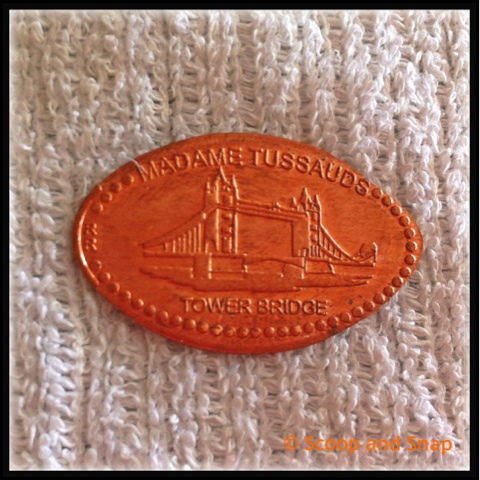 MADAME TUSSAUDS
TOWER BRIDGE
© Scoop and Snap